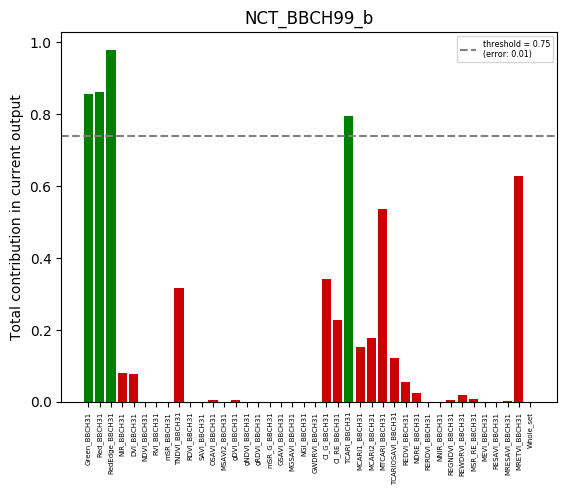 NCT_BBCH99_b
threshold = 0.75
(error: 0.01)
Total contribution in current output
1.0
0.8
0.6
0.4
0.2
0.0
Green_BBCH31
Red_BBCH31
RedEdge_BBCH31
NIR_BBCH31
DVI_BBCH31
NDVI_BBCH31
RVI_BBCH31
mSR_BBCH31
TNDVI_BBCH31
RDVI_BBCH31
SAVI_BBCH31
OSAVI_BBCH31
MSAVI2_BBCH31
gDVI_BBCH31
gNDVI_BBCH31
gRDVI_BBCH31
mSR_G_BBCH31
GSAVI_BBCH31
MGSAVI_BBCH31
NGI_BBCH31
GWDRVI_BBCH31
CI_G_BBCH31
CI_RE_BBCH31
TCARI_BBCH31
MCARI1_BBCH31
MCARI2_BBCH31
MTCARI_BBCH31
TCARIOSAVI_BBCH31
REDVI_BBCH31
NDRE_BBCH31
RERDVI_BBCH31
NNIR_BBCH31
REGNDVI_BBCH31
REWDRVI_BBCH31
MSR_RE_BBCH31
MEVI_BBCH31
RESAVI_BBCH31
MRESAVI_BBCH31
MRETVI_BBCH31
Whole_set